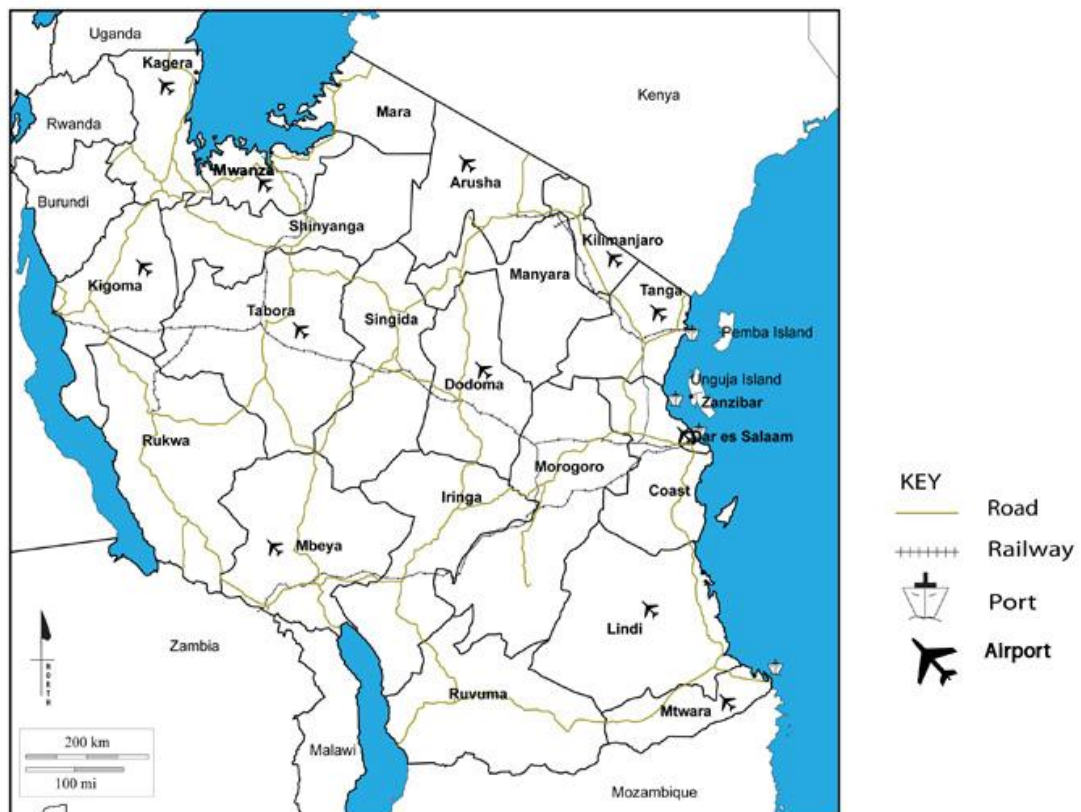 Uganda
Kagera
Kenya
Mara
Rwanda
Mwanza
Arusha
Burundi
Shinyanga
Kilimanjaro
Manyara
Kigoma
Tanga
Tabora
Singida
Pemba Island
Dodoma
Unguja Island
Zanzibar
Rukwa
Dar es Salaam
Morogoro
Coast
Iringa
Mbeya
Lindi
Zambia
NORTH
Ruvuma
Mtwara
Malawi
Mozambique
200 km
100 mi
KEY
Road
Railway
Port
Airport